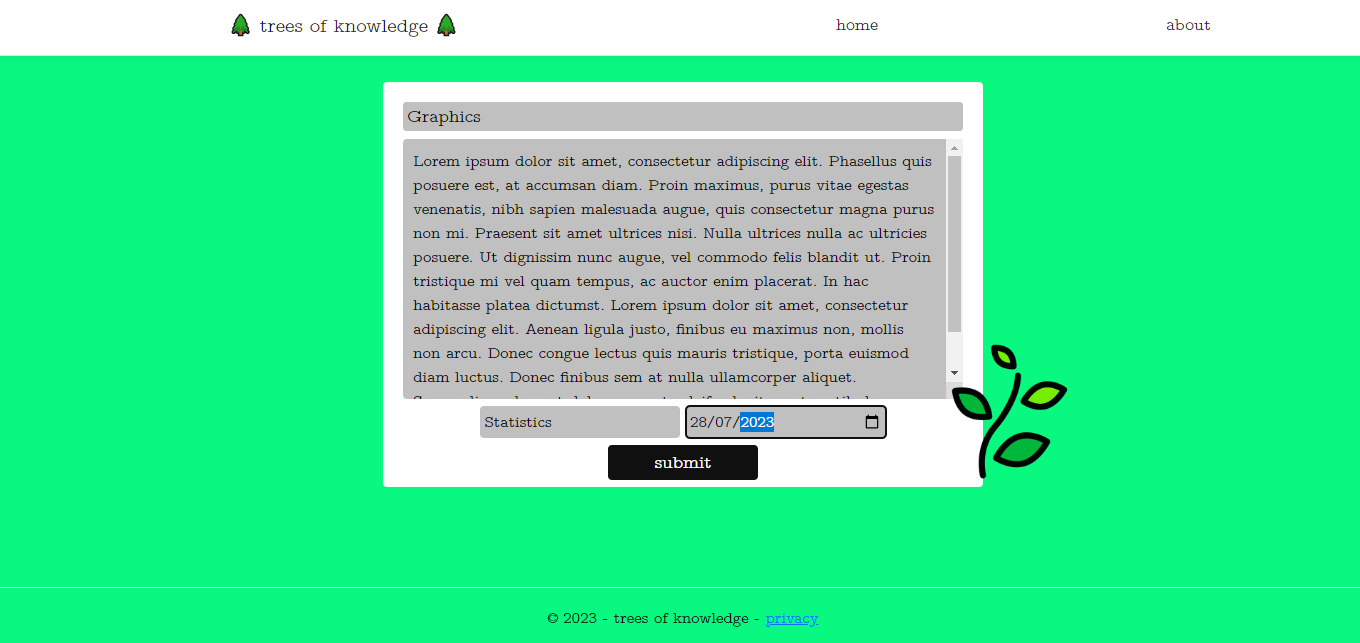 trees of knowledge
home
about
Graphics
Lorem ipsum dolor sit amet, consectetur adipiscing elit. Phasellus quis
posuere est, at accumsan diam. Proin maximus, purus vitae egestas
venenatis, nibh sapien malesuada augue, quis consectetur magna purus
non mi. Praesent sit amet ultrices nisi. Nulla ultrices nulla ac ultricies
posuere. Ut dignissim nunc augue, vel commodo felis blandit ut. Proin
tristique mi vel quam tempus, ac auctor enim placerat. In hac
habitasse platea dictumst. Lorem ipsum dolor sit amet, consectetur
adipiscing elit. Aenean ligula justo, finibus eu maximus non, mollis
non arcu. Donec congue lectus quis mauris tristique, porta euismod
diam luctus. Donec finibus sem at nulla ullamcorper aliquet.
Statistics
28/07/2023
submit
© 2023 - trees of knowledge - privacy